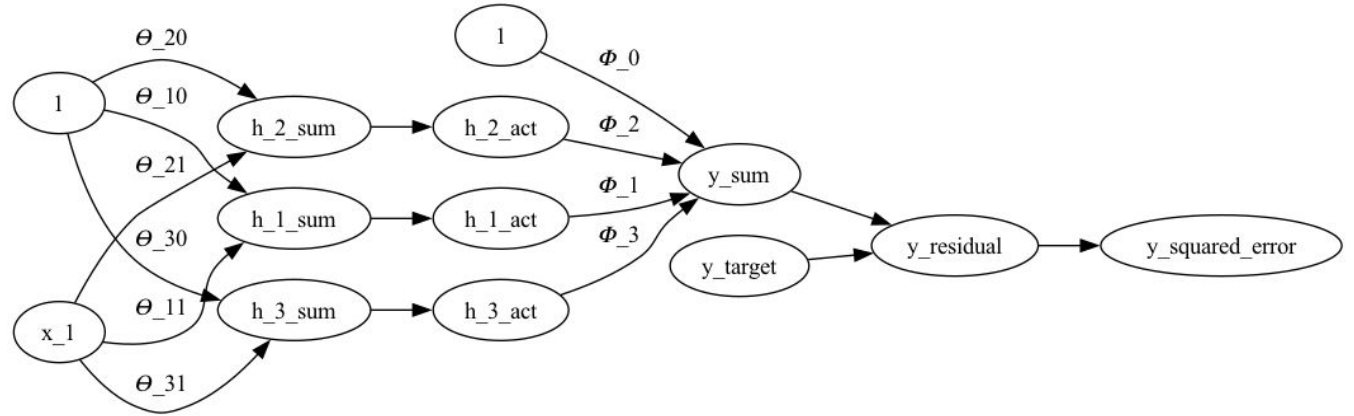 1
ϴ_20
Φ_0
ϴ_10
1
h_2_sum
h_2_act
Φ_2
ϴ_21
y_sum
Φ_1
h_1_sum
h_1_act
ϴ_30
Φ_3
y_residual
y_squared_error
y_target
ϴ_11
h_3_sum
h_3_act
x_1
ϴ_31